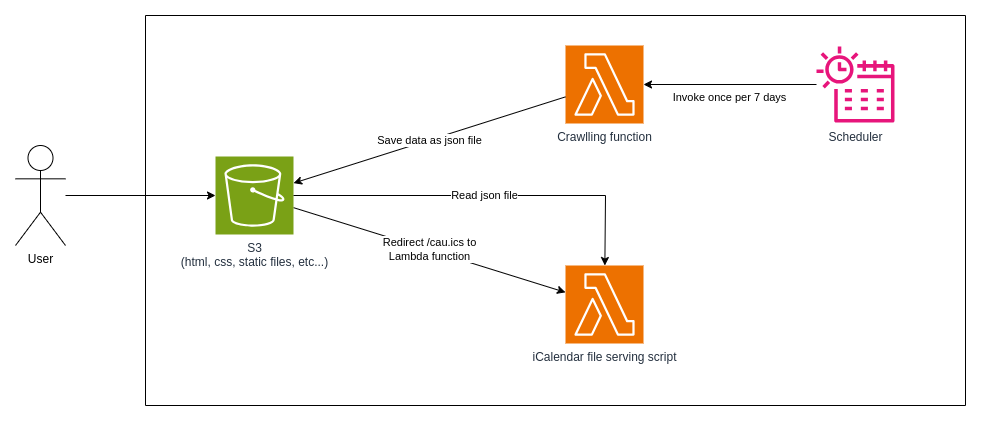 Invoke once per 7 days
Crawlling function
Scheduler
Save data as json file
Read json file
S3
(html, css, static files, etc...)
User
Redirect /cau.ics to
Lambda function
iCalendar file serving script